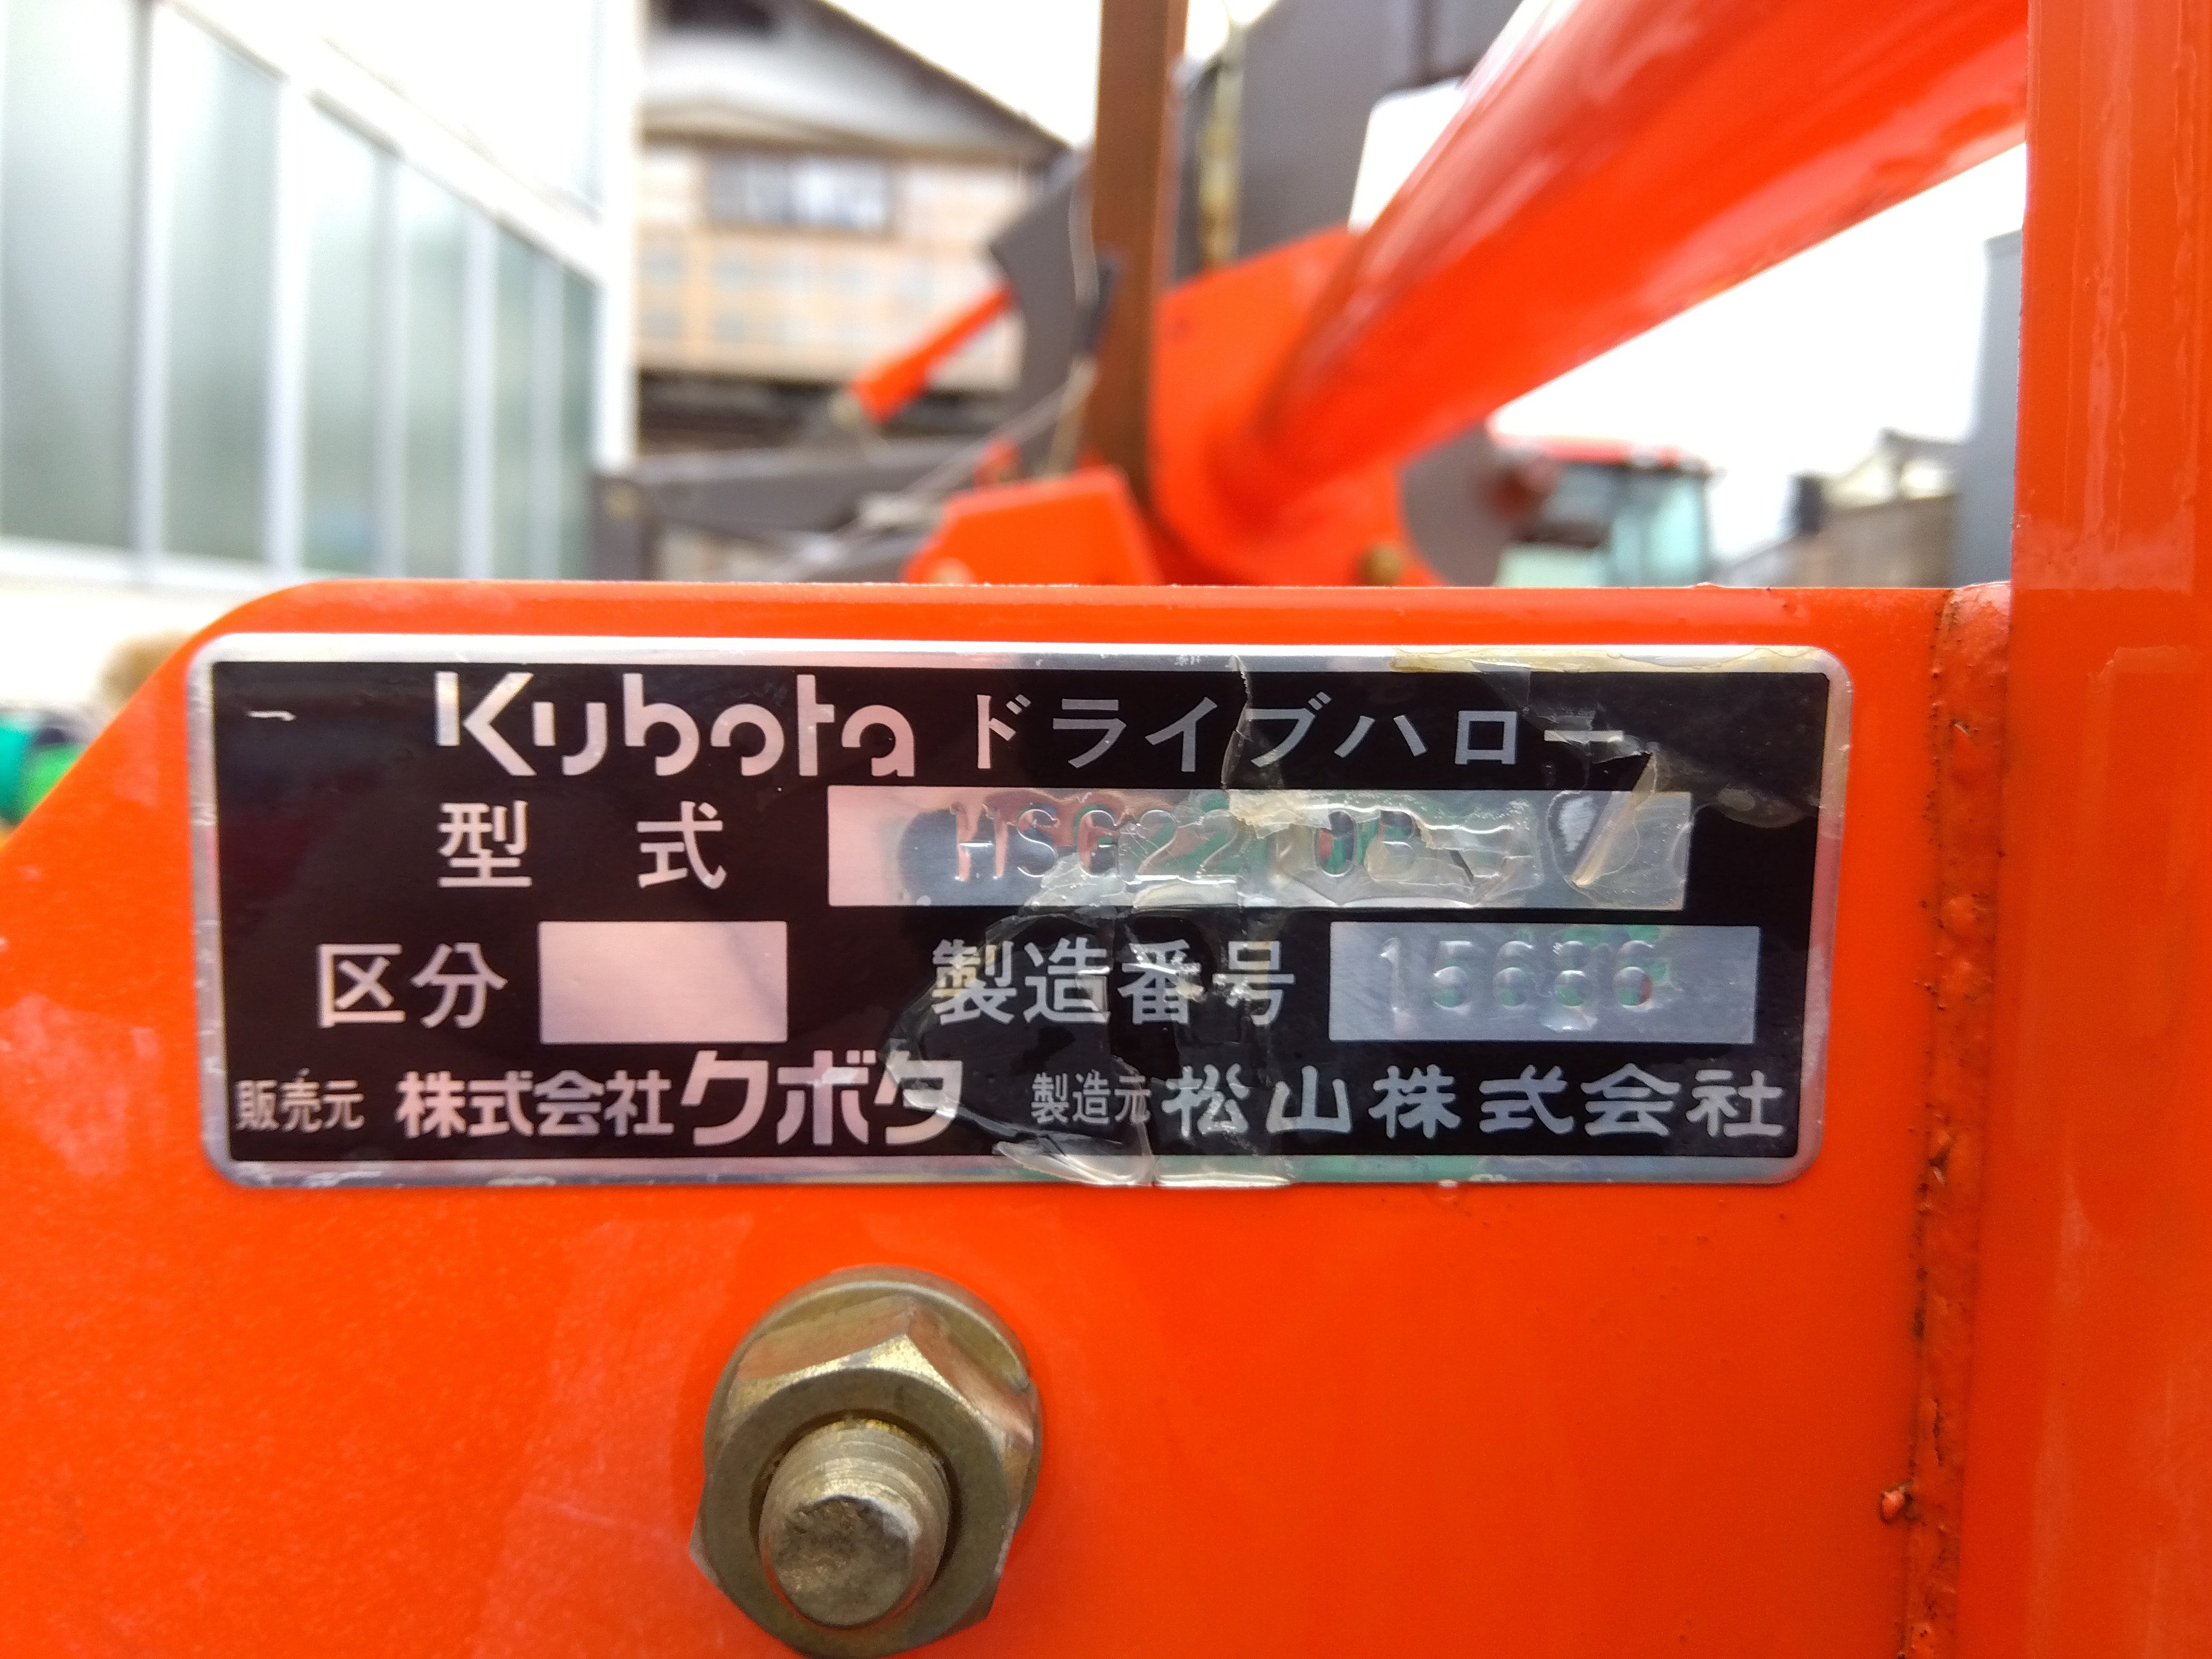 Kubota ドライブハロー
型式
区分 製造番号 15686
販売元 株式会社クボタ 製造元 松山株式会社